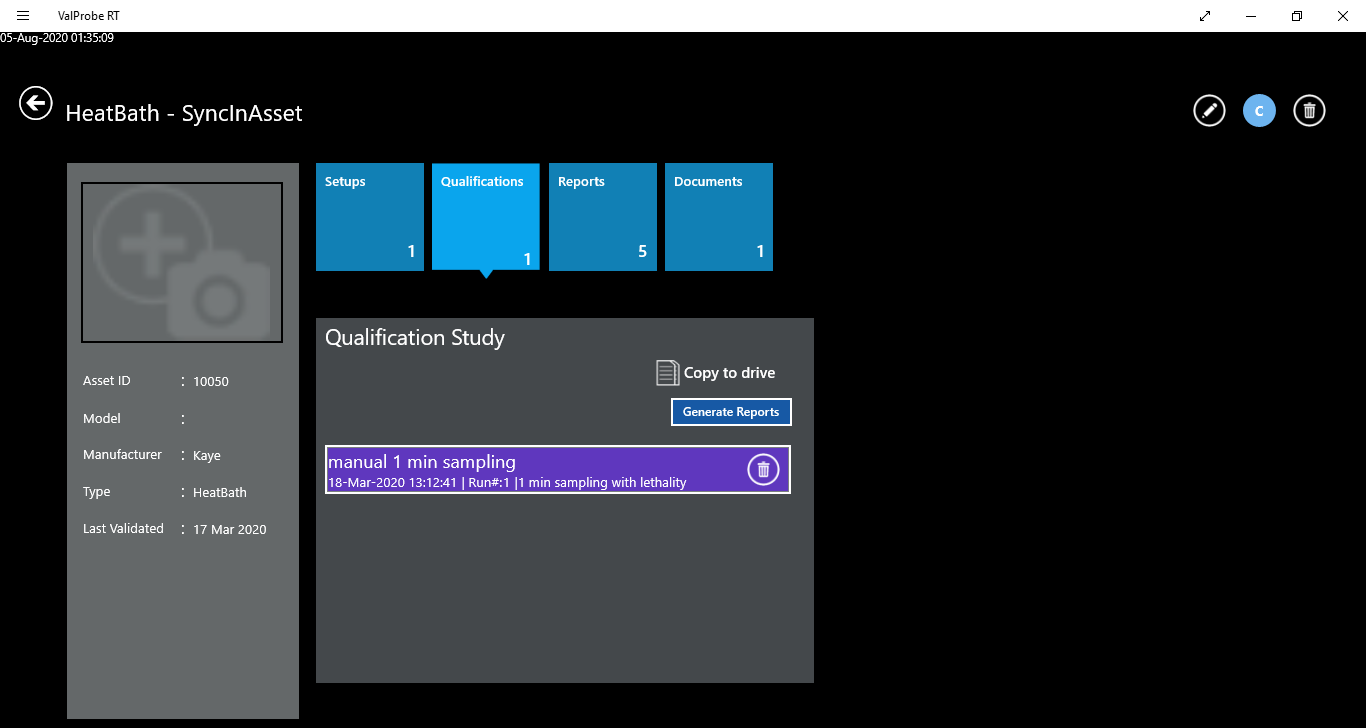 ValProbe RT
05-Aug-2020 01:35:09
HeatBath - SyncInAsset
C
Setups
1
Qualifications
1
Reports
5
Documents
1
Asset ID : 10050
Model :
Manufacturer : Kaye
Type : HeatBath
Last Validated : 17 Mar 2020
Qualification Study
Copy to drive
Generate Reports
manual 1 min sampling
18-Mar-2020 13:12:41 | Run#:1 |1 min sampling with lethality